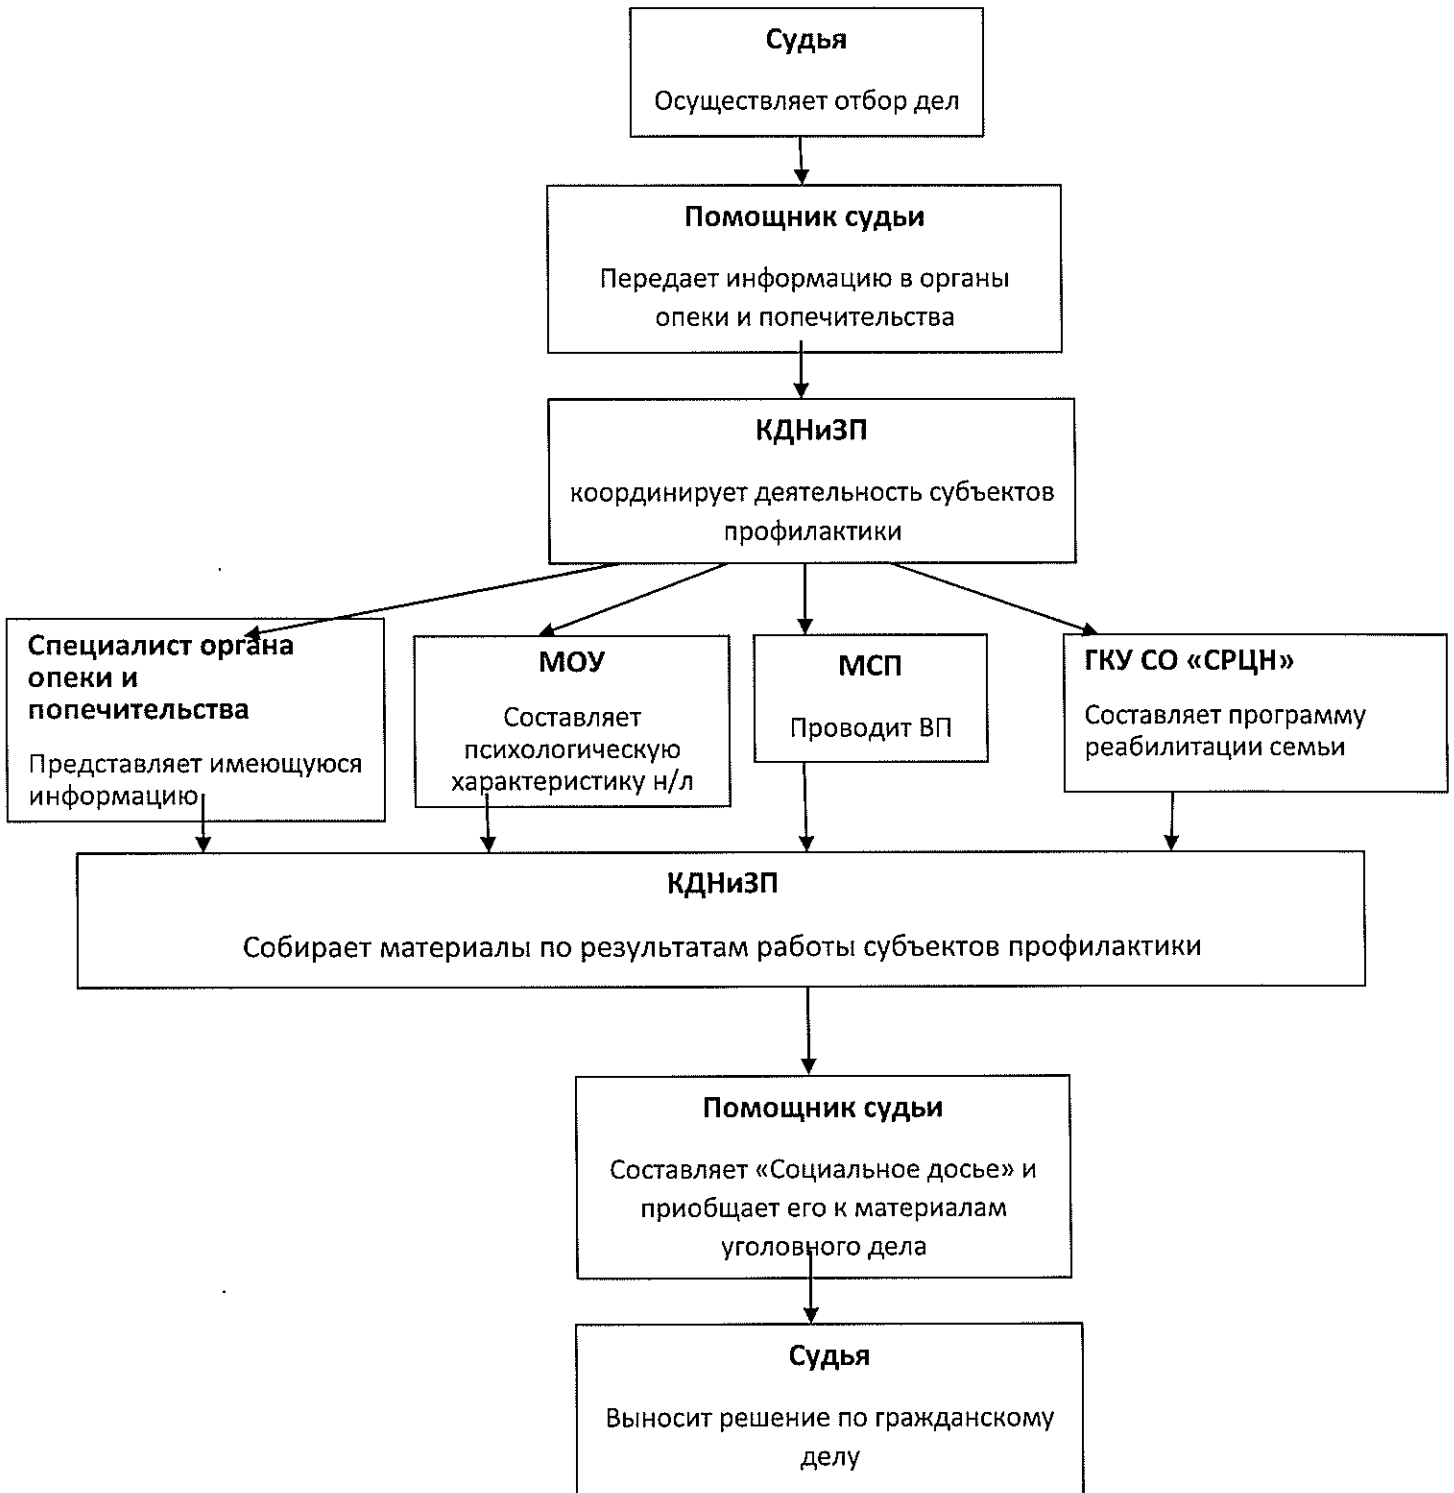 Судья
Осуществляет отбор дел
Помощник судьи
Передает информацию в органы
опеки и попечительства
КДНиЗП
координирует деятельность субъектов
профилактики
Специалист органа
опеки и
попечительства
Представляет имеющуюся
информацию
МОУ
Составляет
психологическую
характеристику н/л
МСП
Проводит ВП
ГКУ СО «СРЦН»
Составляет программу
реабилитации семьи
КДНиЗП
Собирает материалы по результатам работы субъектов профилактики
Помощник судьи
Составляет «Социальное досье» и
приобщает его к материалам
уголовного дела
Судья
Выносит решение по гражданскому
делу